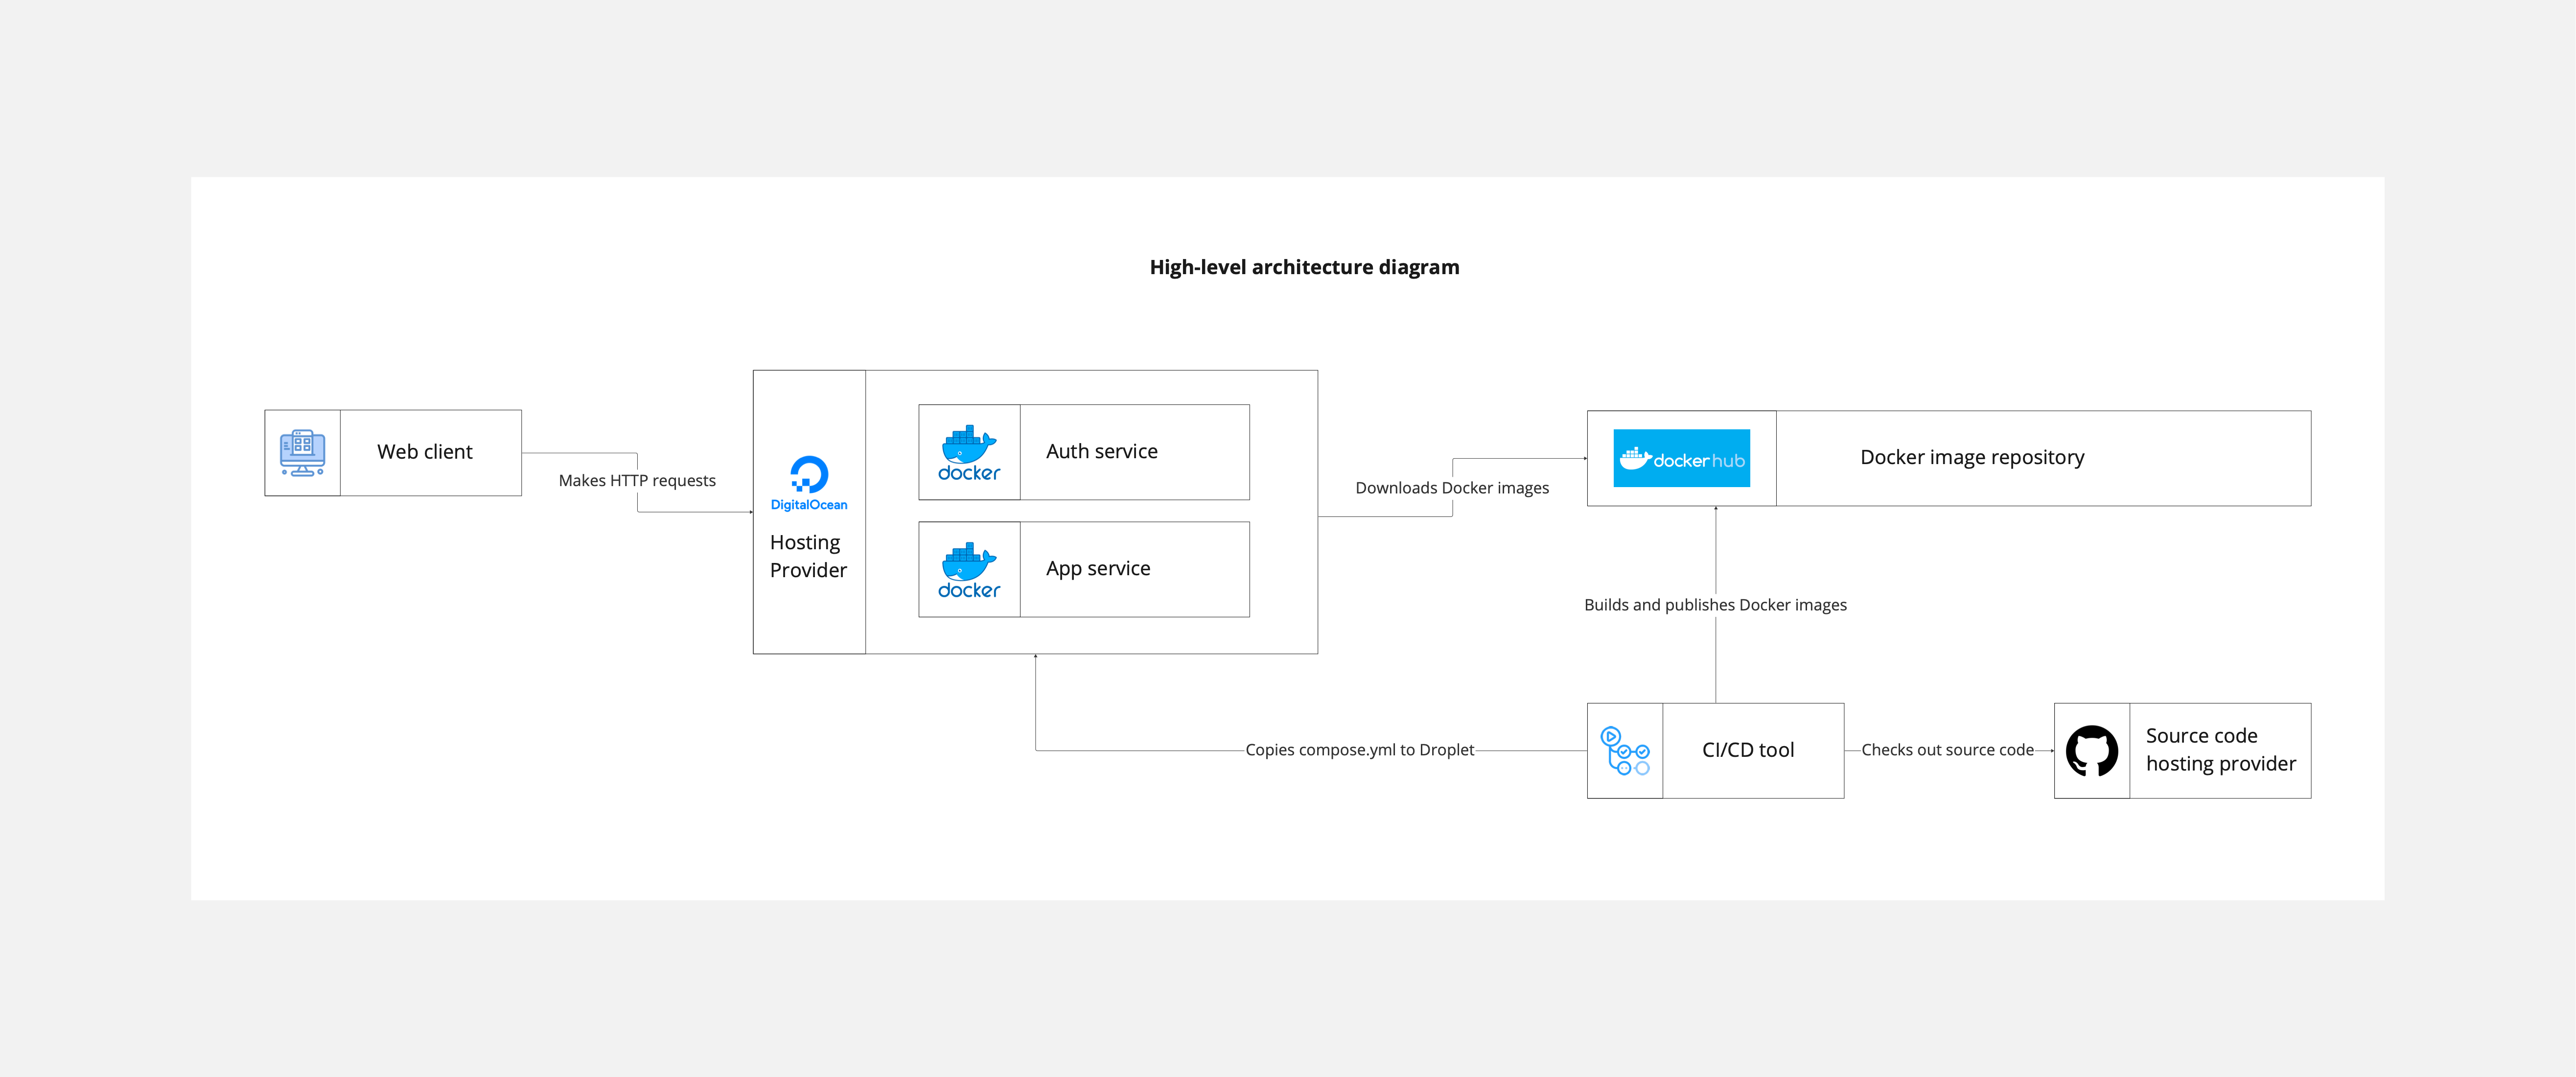 High-level architecture diagram
Web client
Makes HTTP requests
DigitalOcean
Hosting
Provider
docker
Auth service
docker
App service
Downloads Docker images
dockerhub
Docker image repository
Builds and publishes Docker images
Copies compose.yml to Droplet
CI/CD tool
Checks out source code
Source code
hosting provider